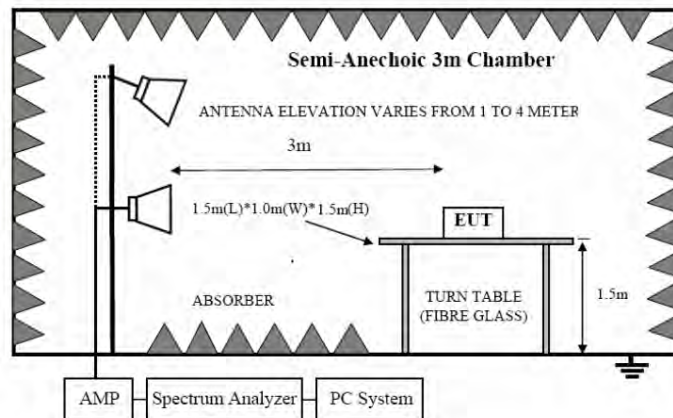 Semi-Anechoic 3m Chamber
ANTENNA ELEVATION VARIES FROM 1 TO 4 METER
3m
1.5m(L)*1.0m(W)*1.5m(H)
EUT
ABSORBER
TURN TABLE
(FIBRE GLASS)
1.5m
AMP
Spectrum Analyzer
PC System